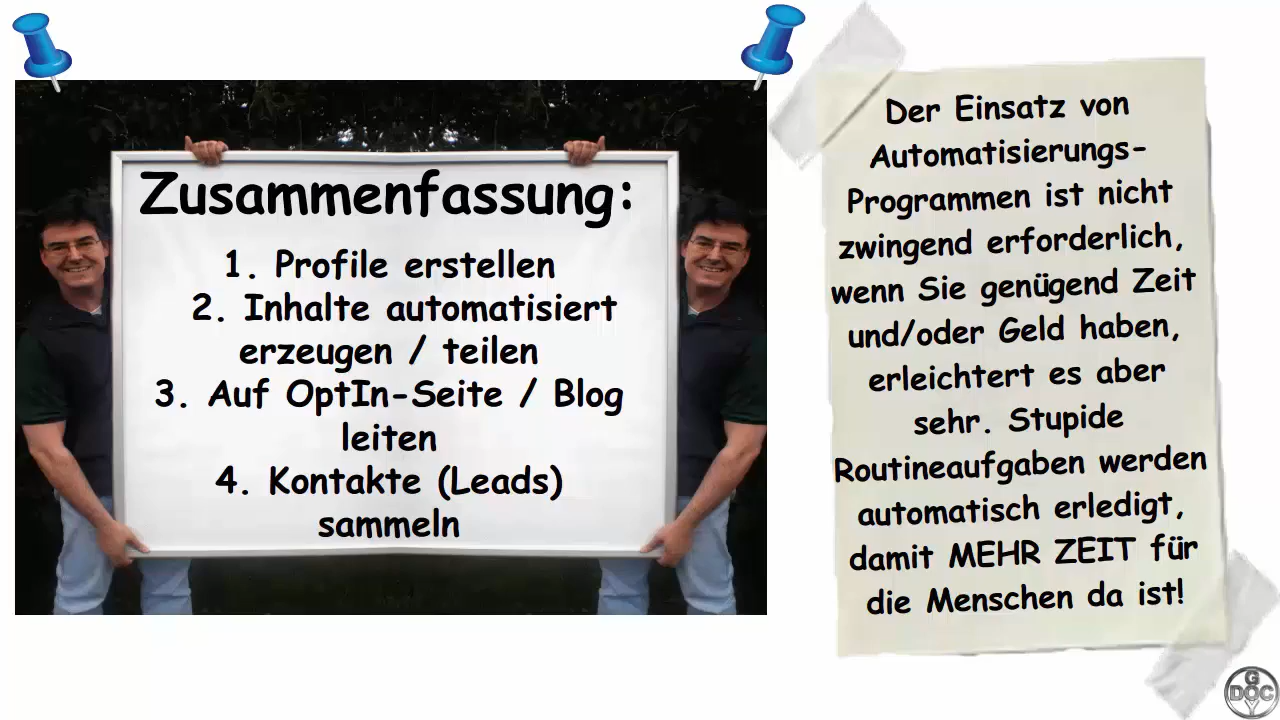 Zusammenfassung:
1. Profile erstellen
2. Inhalte automatisiert
erzeugen / teilen
3. Auf OptIn-Seite / Blog
leiten
4. Kontakte (Leads)
sammeln
Der Einsatz von
Automatisierungs-
Programmen ist nicht
zwingend erforderlich,
wenn Sie genügend Zeit
und/oder Geld haben,
erleichtert es aber
sehr. Stupide
Routineaufgaben werden
automatisch erledigt,
damit MEHR ZEIT für
die Menschen da ist!
G
DOC
Y